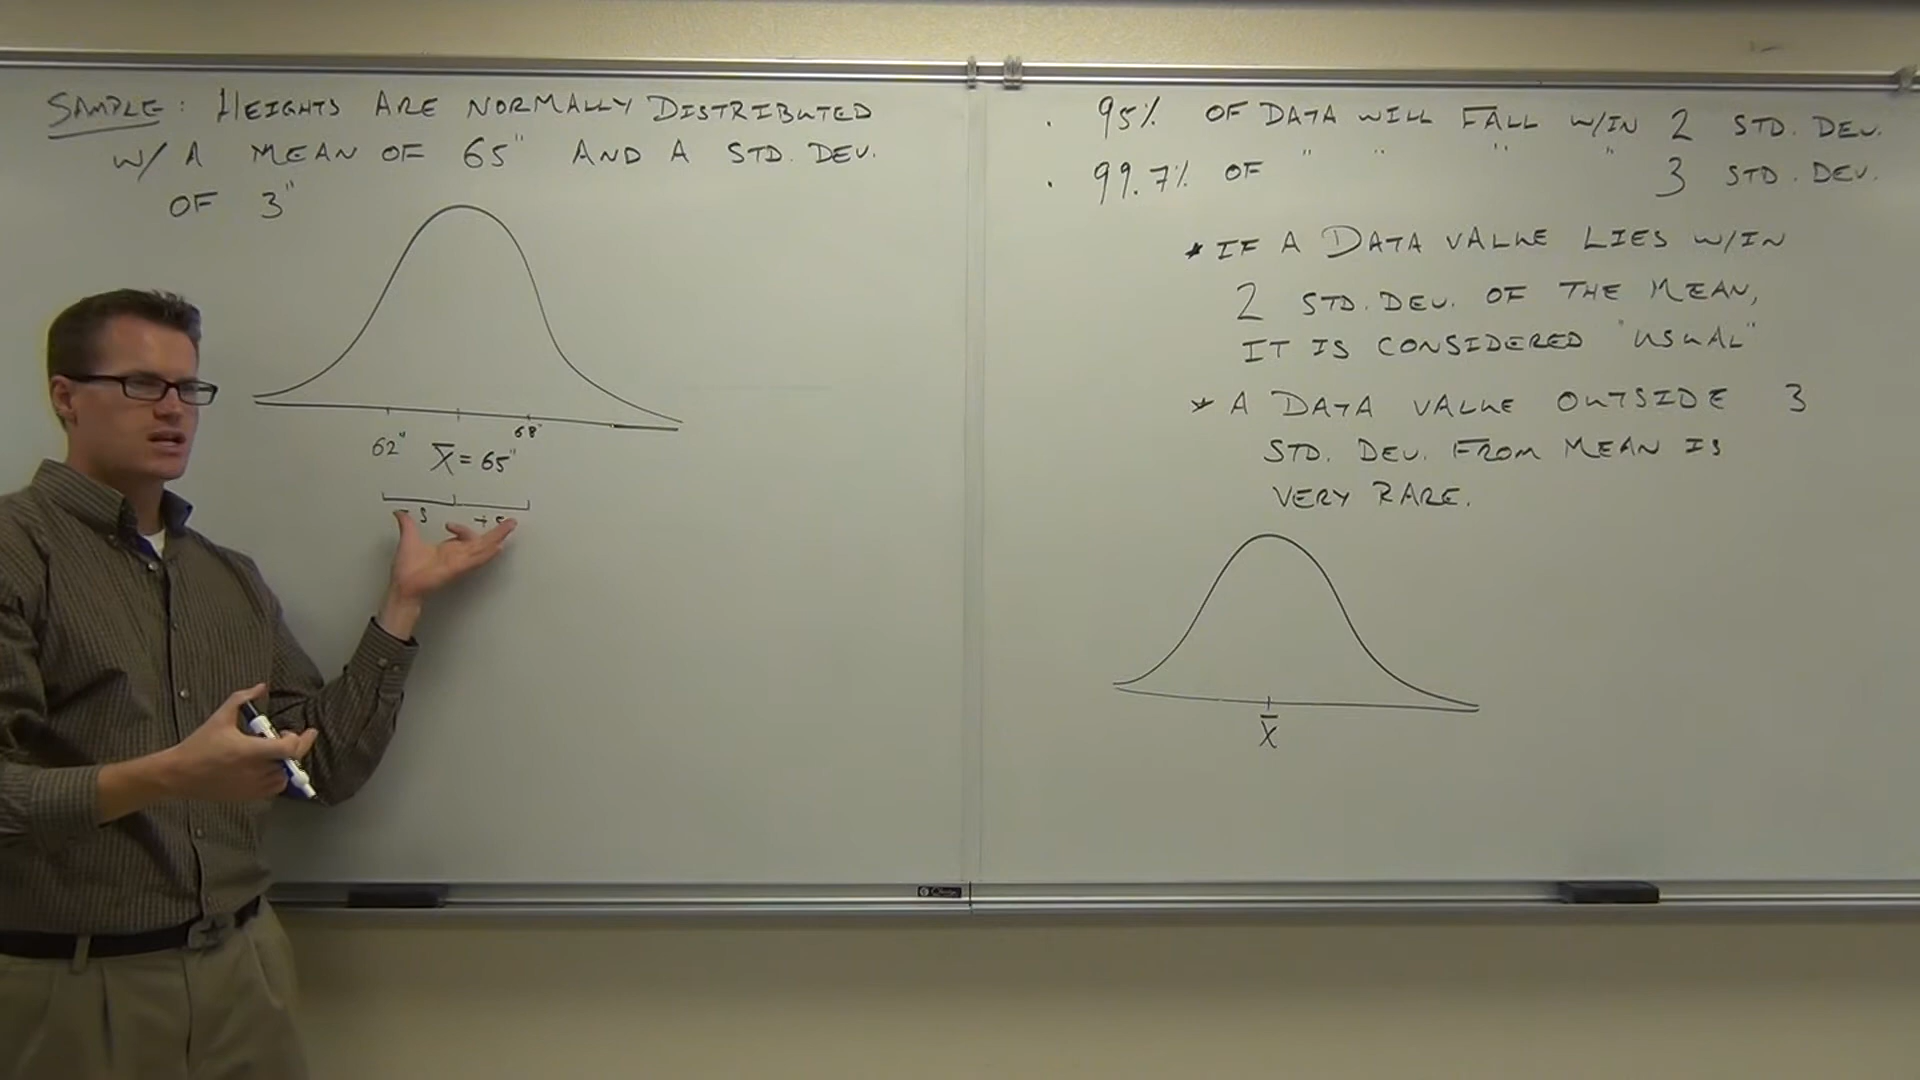 SAMPLE: HEIGHTS ARE NORMALLY DISTRIBUTED
W/ A MEAN OF 65" AND A STD. DEV.
OF 3"
62" X̅ = 65" 68"
-s +s
· 95% OF DATA WILL FALL W/IN 2 STD. DEV.
· 99.7% OF " " " " 3 STD. DEV.
* IF A DATA VALUE LIES W/IN
2 STD. DEV. OF THE MEAN,
IT IS CONSIDERED "USUAL"
* A DATA VALUE OUTSIDE 3
STD. DEV. FROM MEAN IS
VERY RARE.
X̅